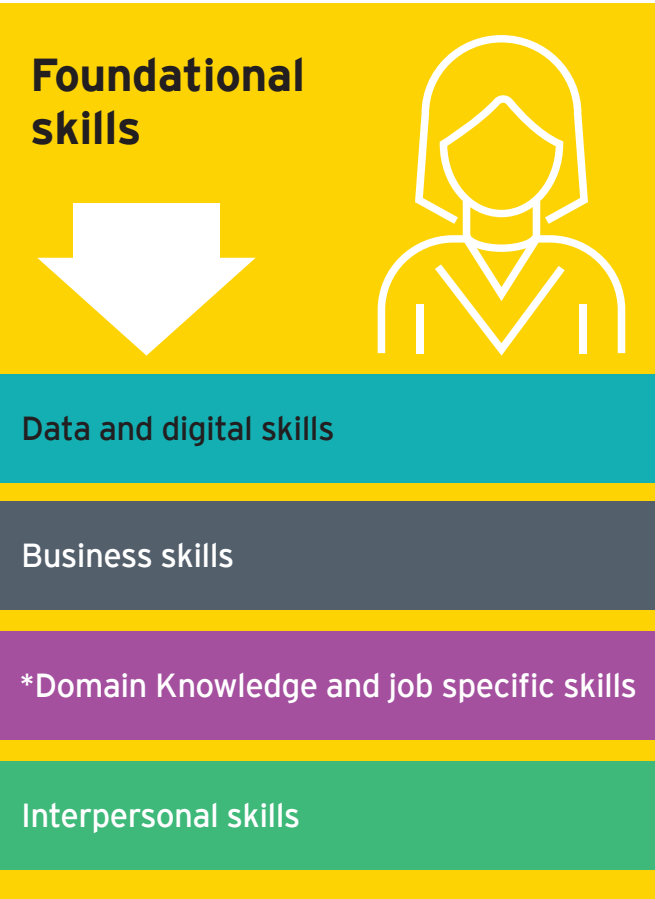 Foundational
skills
Data and digital skills
Business skills
*Domain Knowledge and job specific skills
Interpersonal skills